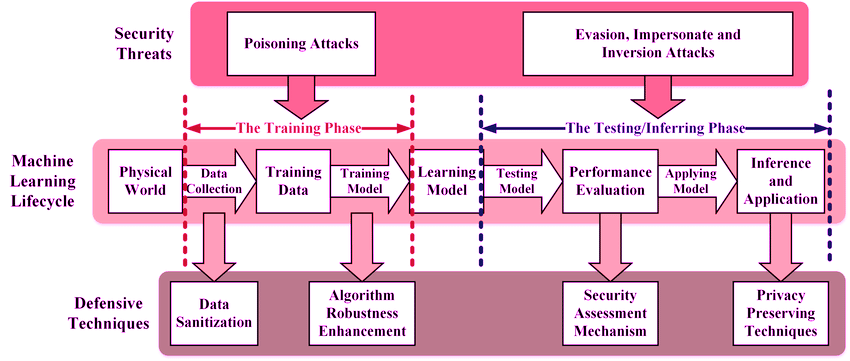 Security
Threats
Poisoning Attacks
Evasion, Impersonate and
Inversion Attacks
The Training Phase
The Testing/Inferring Phase
Machine
Learning
Lifecycle
Physical
World
Data
Collection
Training
Data
Training
Model
Learning
Model
Testing
Model
Performance
Evaluation
Applying
Model
Inference
and
Application
Defensive
Techniques
Data
Sanitization
Algorithm
Robustness
Enhancement
Security
Assessment
Mechanism
Privacy
Preserving
Techniques